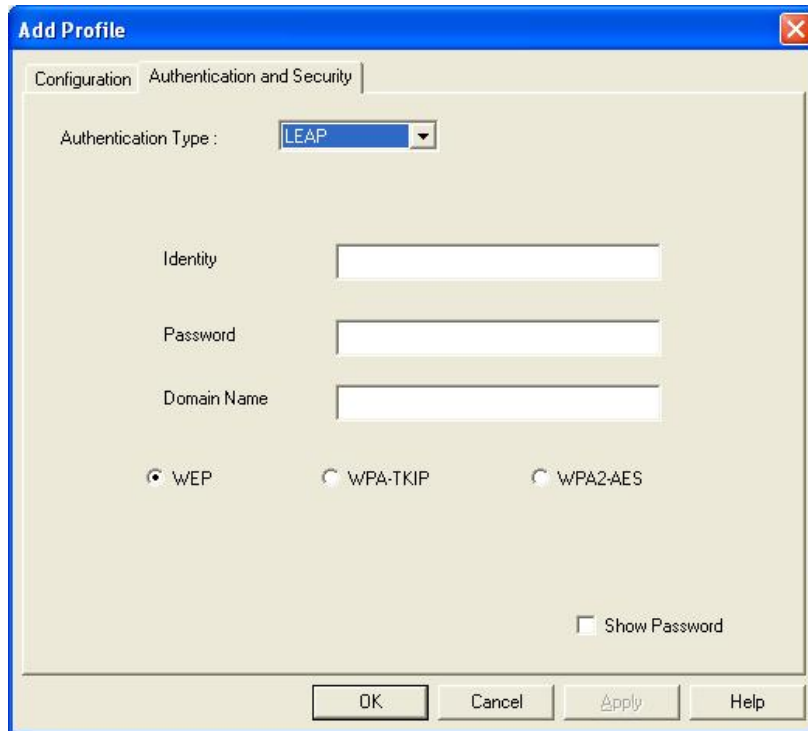 Add Profile
Configuration Authentication and Security
Authentication Type : LEAP
Identity
Password
Domain Name
WEP WPA-TKIP WPA2-AES
Show Password
OK Cancel Apply Help